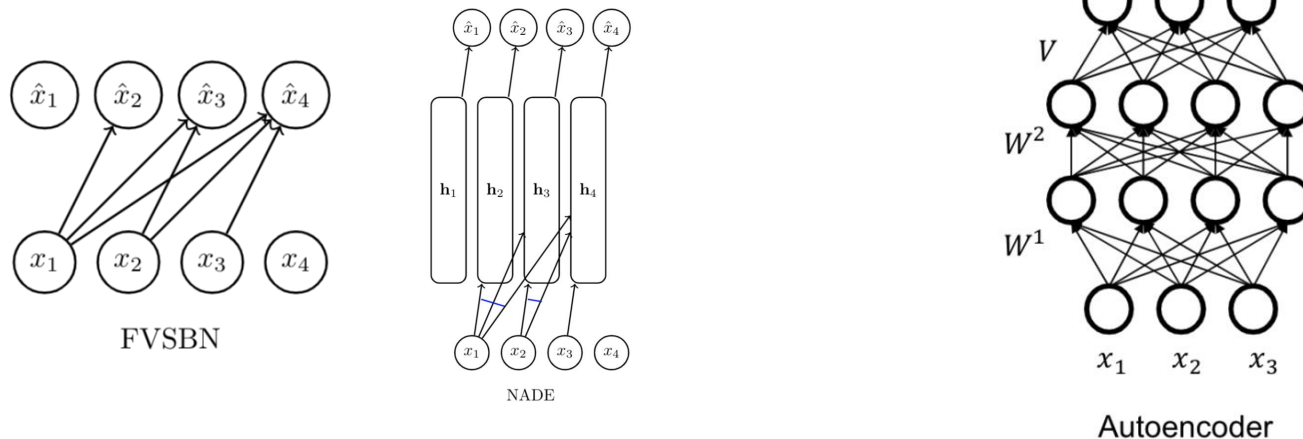 x̂₁ x̂₂ x̂₃ x̂₄
x₁ x₂ x₃ x₄
FVSBN
x̂₁ x̂₂ x̂₃ x̂₄
h₁ h₂ h₃ h₄
x₁ x₂ x₃ x₄
NADE
V
W²
W¹
x₁ x₂ x₃
Autoencoder